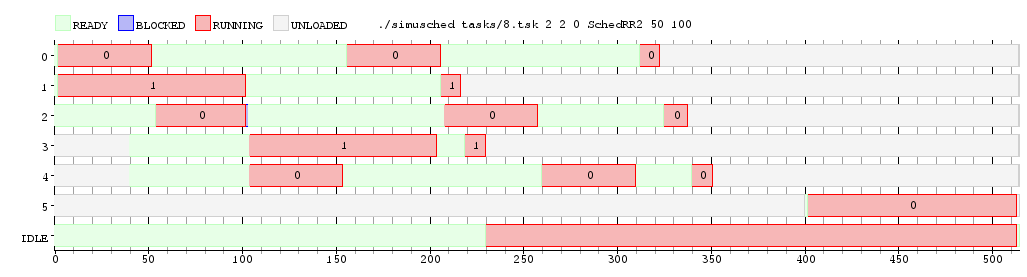 READY BLOCKED RUNNING UNLOADED ./simusched tasks/8.tsk 2 2 0 SchedRR2 50 100
0 0 0 0
1 1 1
2 0 0 0
3 1 1
4 0 0 0
5 0
IDLE
0 50 100 150 200 250 300 350 400 450 500